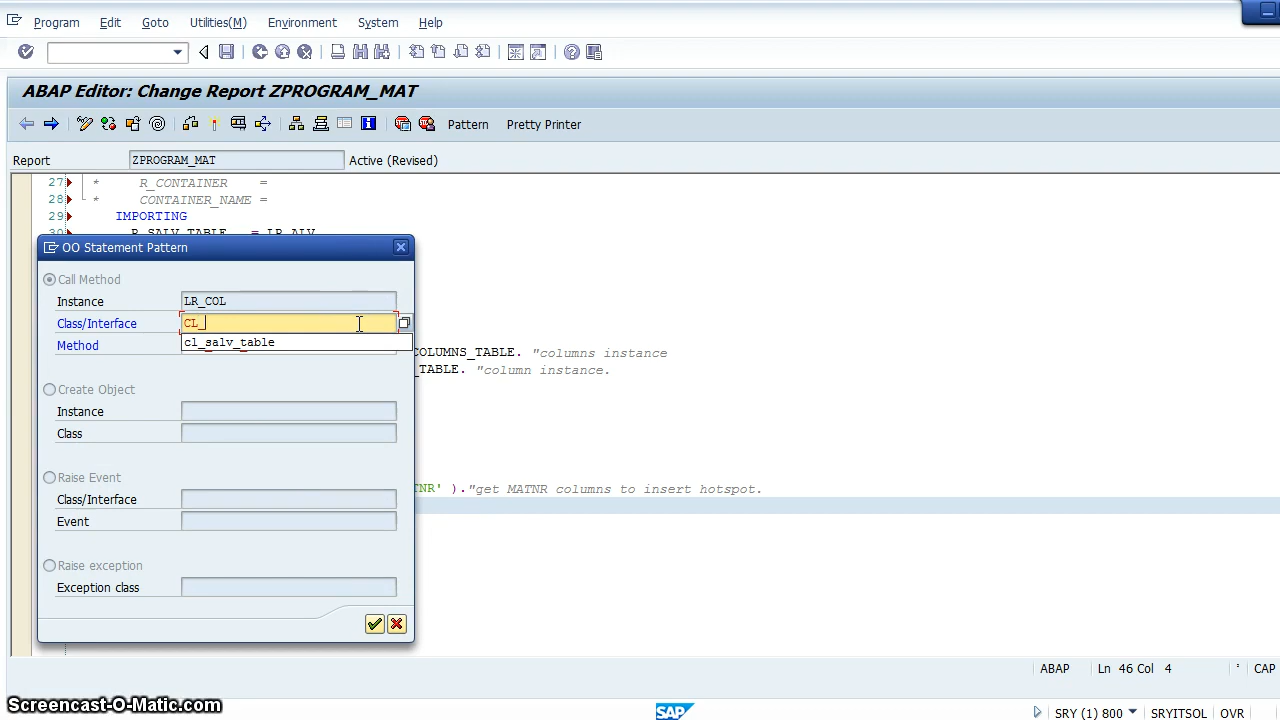 Program Edit Goto Utilities(M) Environment System Help
ABAP Editor: Change Report ZPROGRAM_MAT
Pattern Pretty Printer
Report ZPROGRAM_MAT Active (Revised)
27 * R_CONTAINER =
28 * CONTAINER_NAME =
29 IMPORTING
30 R_SALV_TABLE = LR_ALV
OO Statement Pattern
Call Method
Instance LR_COL
Class/Interface CL_
cl_salv_table
Method
OLUMNS_TABLE. "columns instance
_TABLE. "column instance.
Create Object
Instance
Class
Raise Event
Class/Interface
TNR' )."get MATNR columns to insert hotspot.
Event
Raise exception
Exception class
ABAP Ln 46 Col 4 * CAP
Screencast-O-Matic.com
SAP SRY (1) 800 SRYITSOL OVR